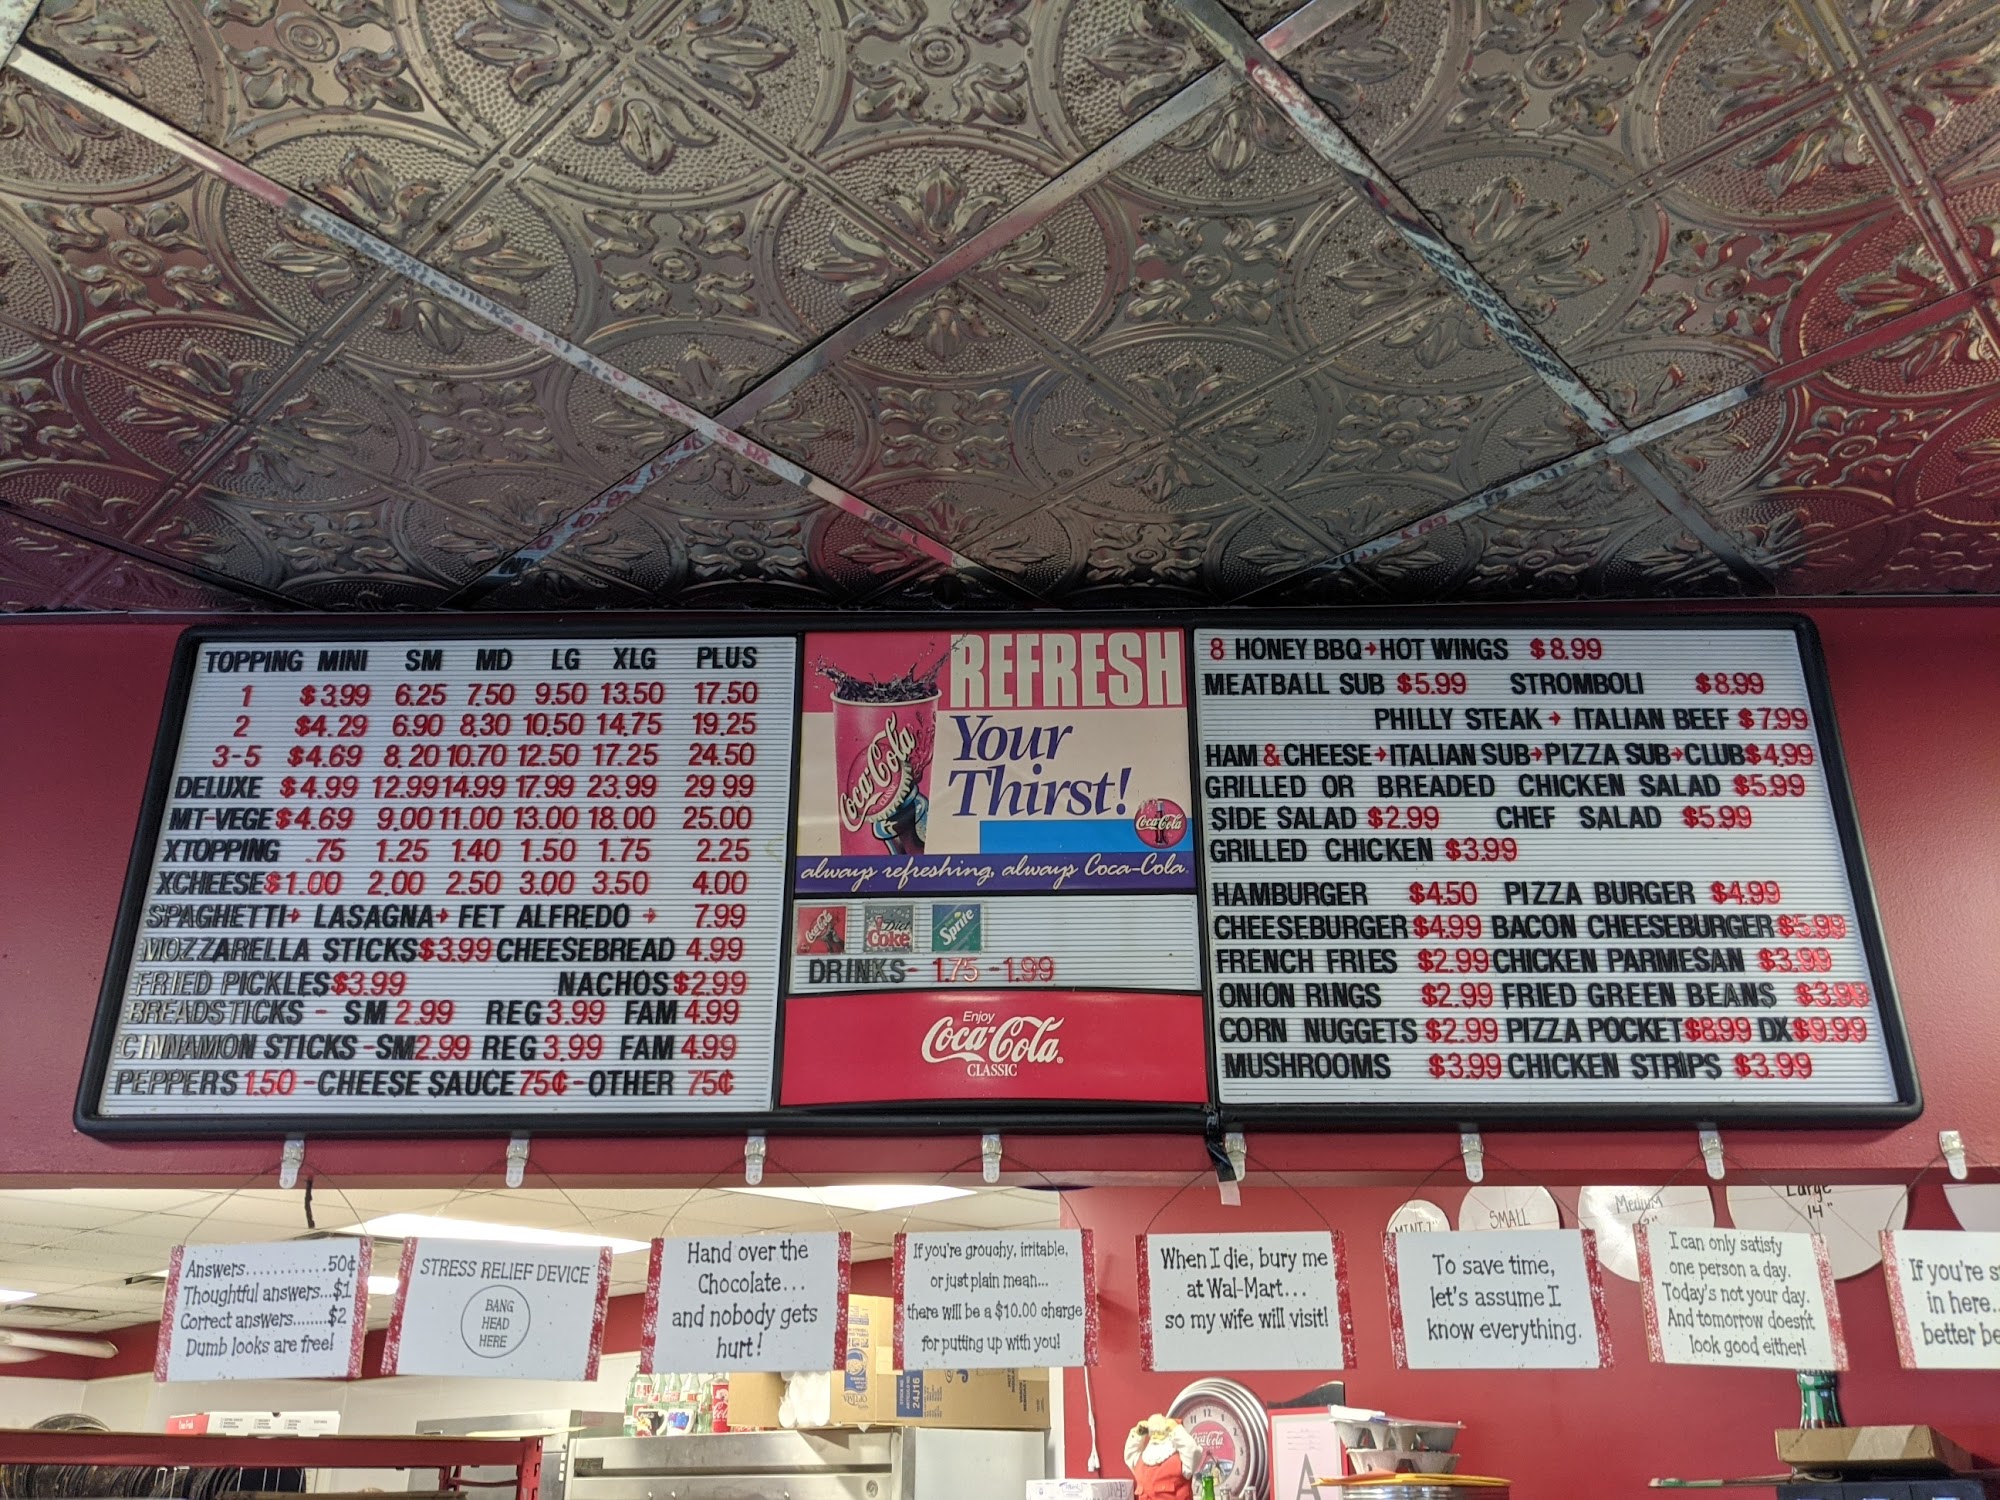 TOPPING MINI SM MD LG XLG PLUS
1 $3.99 6.25 7.50 9.50 13.50 17.50
2 $4.29 6.90 8.30 10.50 14.75 19.25
3-5 $4.69 8.20 10.70 12.50 17.25 24.50
DELUXE $4.99 12.99 14.99 17.99 23.99 29 99
MT-VEGE $4.69 9.00 11.00 13.00 18.00 25.00
XTOPPING .75 1.25 1.40 1.50 1.75 2.25
XCHEESE $1.00 2.00 2.50 3.00 3.50 4.00
SPAGHETTI→ LASAGNA→ FET ALFREDO → 7.99
MOZZARELLA STICKS $3.99 CHEESEBREAD 4.99
FRIED PICKLES $3.99 NACHOS $2.99
BREADSTICKS - SM 2.99 REG 3.99 FAM 4.99
CINNAMON STICKS -SM 2.99 REG 3.99 FAM 4.99
PEPPERS 1.50 -CHEESE SAUCE 75¢ -OTHER 75¢
REFRESH
Your
Thirst!
Coca-Cola
CLASSIC
Coca-Cola
always refreshing, always Coca-Cola.
Coca-Cola
Diet
Coke
Sprite
DRINKS- 1.75 -1.99
Enjoy
Coca-Cola
CLASSIC
8 HONEY BBQ→HOT WINGS $8.99
MEATBALL SUB $5.99 STROMBOLI $8.99
PHILLY STEAK → ITALIAN BEEF $7.99
HAM & CHEESE→ITALIAN SUB→PIZZA SUB→CLUB $4.99
GRILLED OR BREADED CHICKEN SALAD $5.99
SIDE SALAD $2.99 CHEF SALAD $5.99
GRILLED CHICKEN $3.99
HAMBURGER $4.50 PIZZA BURGER $4.99
CHEESEBURGER $4.99 BACON CHEESEBURGER $5.99
FRENCH FRIES $2.99 CHICKEN PARMESAN $3.99
ONION RINGS $2.99 FRIED GREEN BEANS $3.99
CORN NUGGETS $2.99 PIZZA POCKET $8.99 DX $9.99
MUSHROOMS $3.99 CHICKEN STRIPS $3.99
SMALL
Medium
Large
14"
Answers.............50¢
Thoughtful answers...$1
Correct answers........$2
Dumb looks are free!
STRESS RELIEF DEVICE
BANG
HEAD
HERE
Hand over the
Chocolate...
and nobody gets
hurt!
If you're grouchy, irritable,
or just plain mean...
there will be a $10.00 charge
for putting up with you!
When I die, bury me
at Wal-Mart...
so my wife will visit!
To save time,
let's assume I
know everything.
I can only satisfy
one person a day.
Today's not your day.
And tomorrow doesn't
look good either!
If you're
in here...
better be
24J16
Coca-Cola